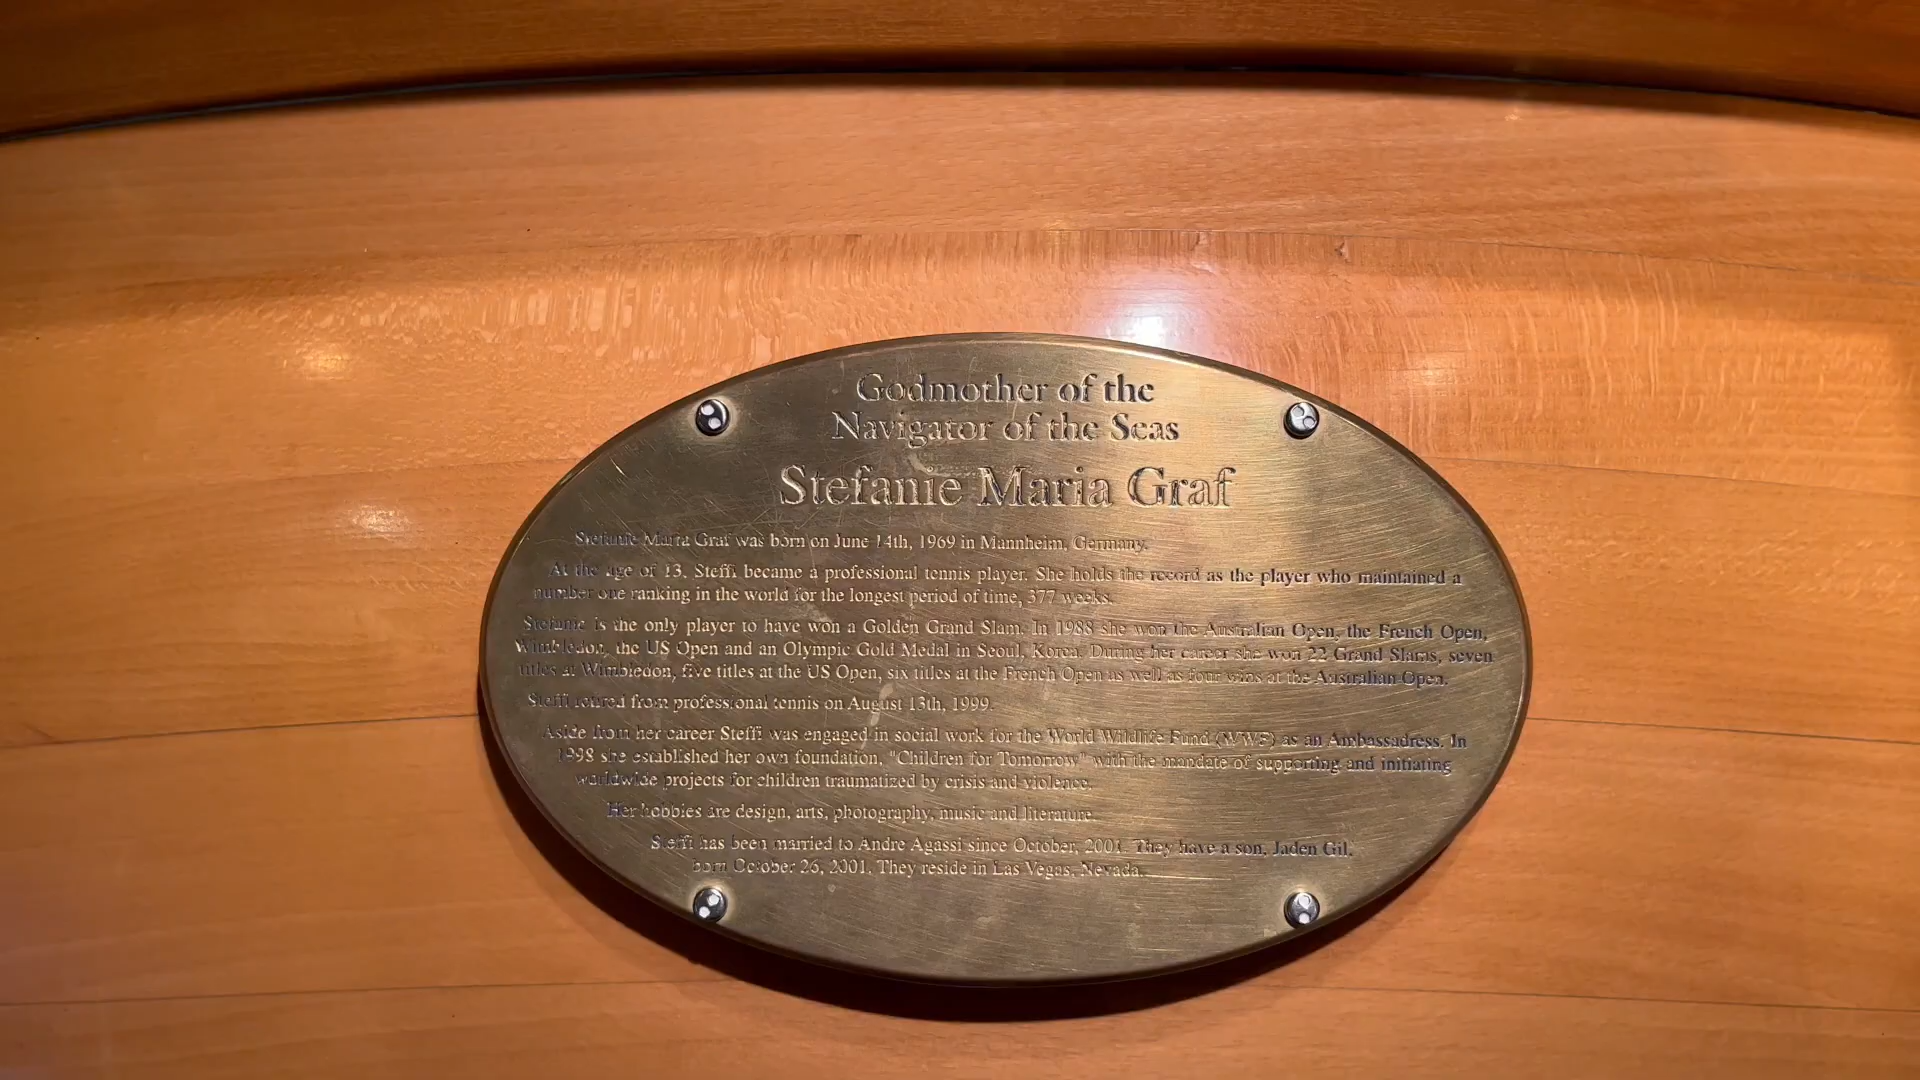 Godmother of the
Navigator of the Seas
Stefanie Maria Graf
Stefanie Maria Graf was born on June 14th, 1969 in Mannheim, Germany.
At the age of 13, Steffi became a professional tennis player. She holds the record as the player who maintained a
number one ranking in the world for the longest period of time, 377 weeks.
Stefanie is the only player to have won a Golden Grand Slam. In 1988 she won the Australian Open, the French Open,
Wimbledon, the US Open and an Olympic Gold Medal in Seoul, Korea. During her career she won 22 Grand Slams, seven
titles at Wimbledon, five titles at the US Open, six titles at the French Open as well as four wins at the Australian Open.
Steffi retired from professional tennis on August 13th, 1999.
Aside from her career Steffi was engaged in social work for the World Wildlife Fund (WWF) as an Ambassadress. In
1998 she established her own foundation, "Children for Tomorrow" with the mandate of supporting and initiating
worldwide projects for children traumatized by crisis and violence.
Her hobbies are design, arts, photography, music and literature.
Steffi has been married to Andre Agassi since October, 2001. They have a son, Jaden Gil,
born October 26, 2001. They reside in Las Vegas, Nevada.